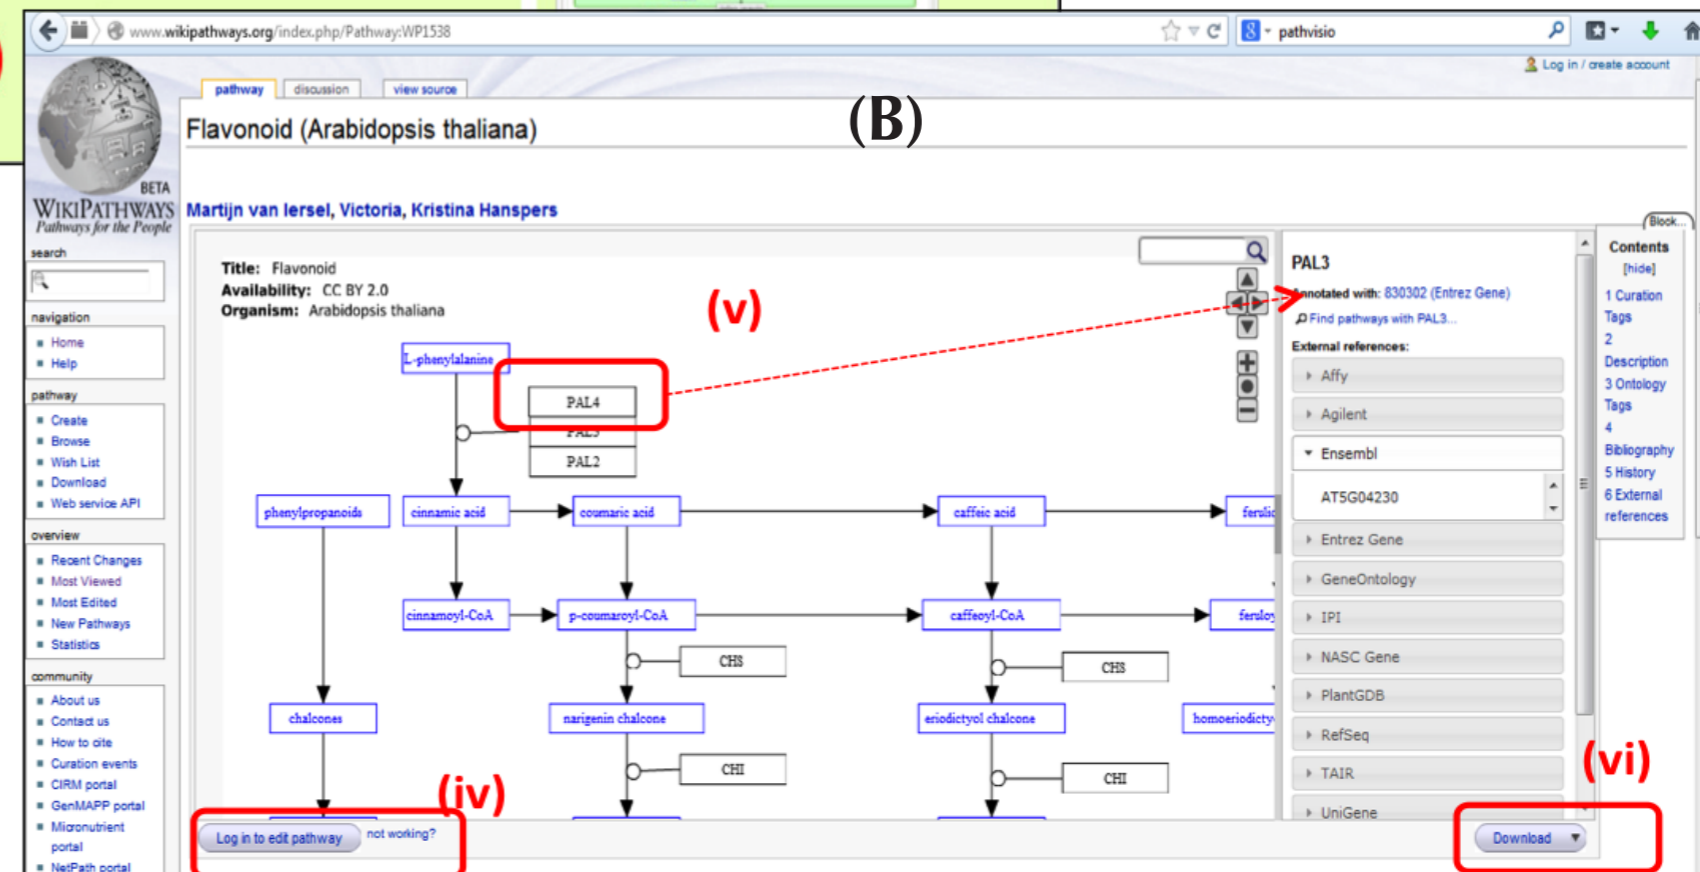 www.wikipathways.org/index.php/Pathway:WP1538
8
pathvisio
Log in / create account
pathway
discussion
view source
(B)
Flavonoid (Arabidopsis thaliana)
BETA
WIKIPATHWAYS
Pathways for the People
Martijn van Iersel, Victoria, Kristina Hanspers
search
navigation
Home
Help
pathway
Create
Browse
Wish List
Download
Web service API
overview
Recent Changes
Most Viewed
Most Edited
New Pathways
Statistics
community
About us
Contact us
How to cite
Curation events
CIRM portal
GenMAPP portal
Micronutrient
portal
NetPath portal
Title: Flavonoid
Availability: CC BY 2.0
Organism: Arabidopsis thaliana
(v)
L-phenylalanine
PAL4
PAL3
PAL2
phenylpropanoids
cinnamic acid
coumaric acid
caffeic acid
ferulic
cinnamoyl-CoA
p-coumaroyl-CoA
caffeoyl-CoA
feruloy
CHS
CHS
chalcones
narigenin chalcone
eriodictyol chalcone
homoeriodicty
CHI
CHI
(iv)
Log in to edit pathway
not working?
PAL3
Annotated with: 830302 (Entrez Gene)
Find pathways with PAL3...
External references:
Affy
Agilent
Ensembl
AT5G04230
Entrez Gene
GeneOntology
IPI
NASC Gene
PlantGDB
RefSeq
TAIR
UniGene
(vi)
Download
Block...
Contents
[hide]
1 Curation
Tags
2
Description
3 Ontology
Tags
4
Bibliography
5 History
6 External
references